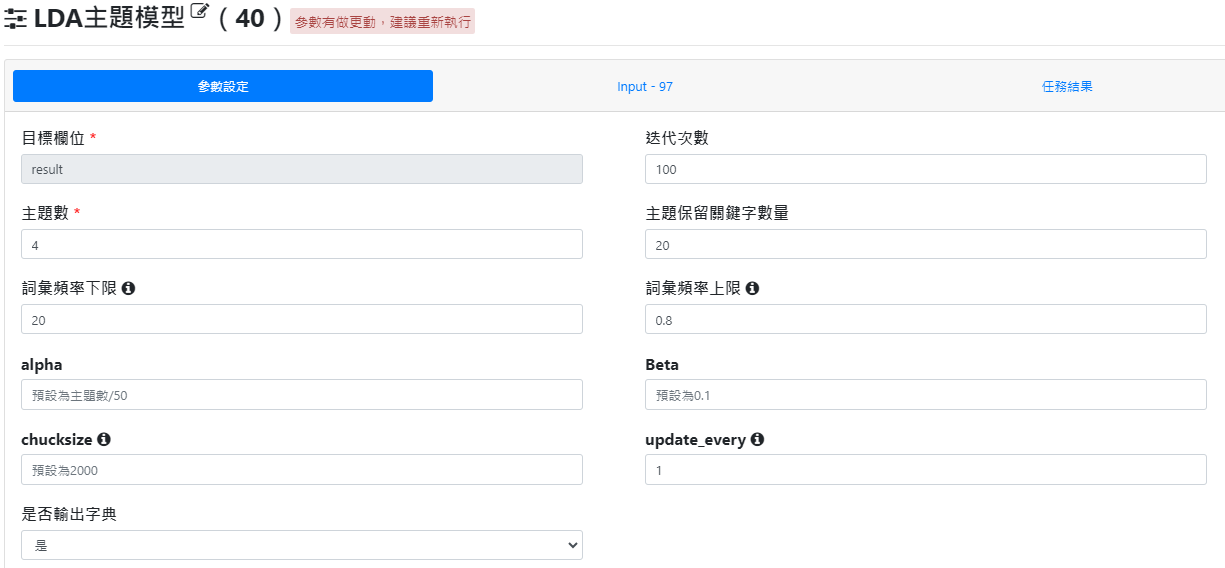 LDA主題模型 ( 40 ) 參數有做更動，建議重新執行
參數設定 Input - 97 任務結果
目標欄位 * 迭代次數
result 100
主題數 * 主題保留關鍵字數量
4 20
詞彙頻率下限 詞彙頻率上限
20 0.8
alpha Beta
預設為主題數/50 預設為0.1
chucksize update_every
預設為2000 1
是否輸出字典
是